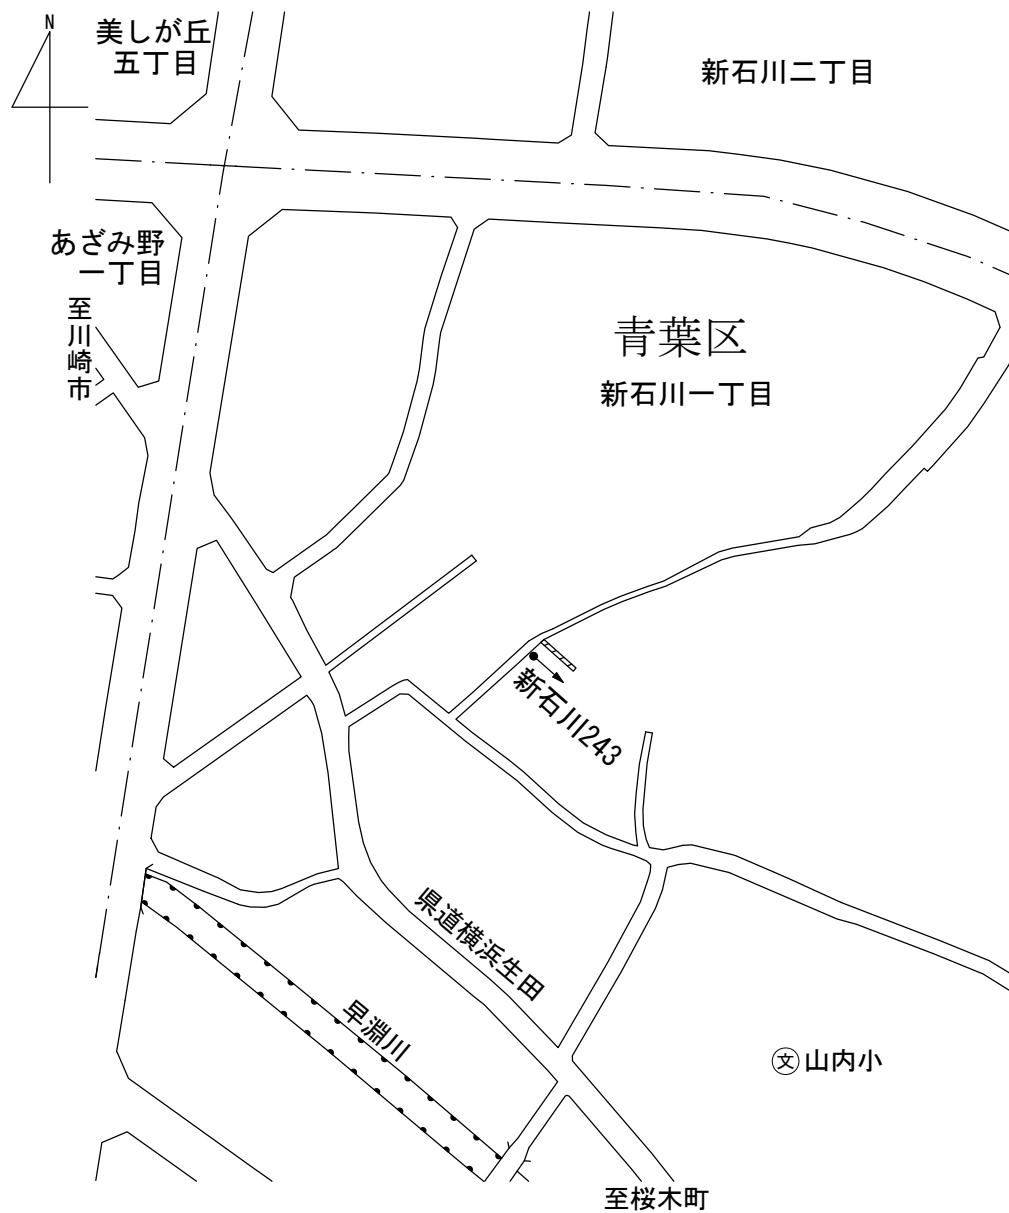 N
美しが丘
五丁目
新石川二丁目
あざみ野
一丁目
至川崎市
青葉区
新石川一丁目
新石川243
県道横浜生田
早淵川
文
山内小
至桜木町